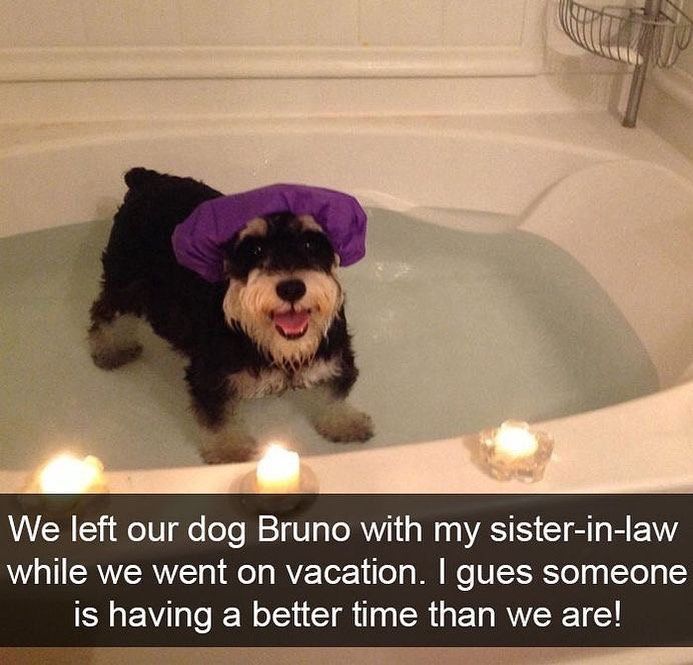 We left our dog Bruno with my sister-in-law
while we went on vacation. I gues someone
is having a better time than we are!